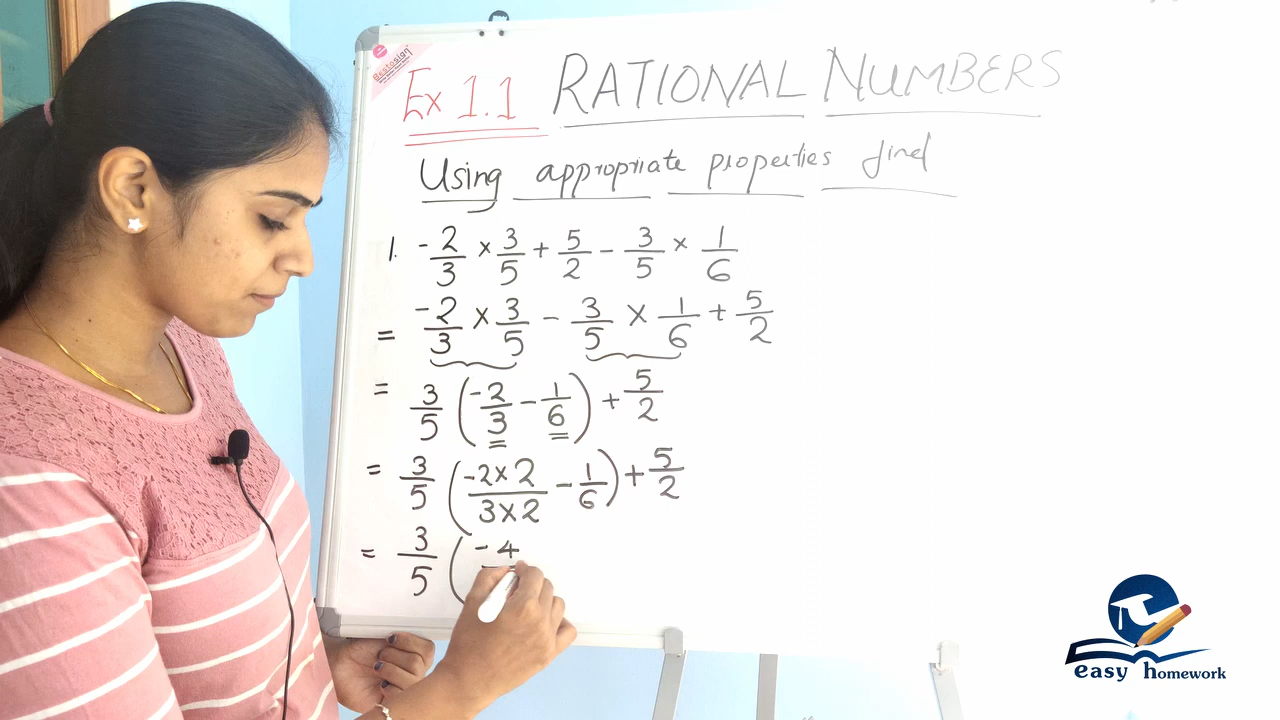 Bestosign
Ex 1.1 RATIONAL NUMBERS
Using appropriate properties find
1. -2/3 × 3/5 + 5/2 - 3/5 × 1/6
= -2/3 × 3/5 - 3/5 × 1/6 + 5/2
= 3/5 (-2/3 - 1/6) + 5/2
= 3/5 (-2×2/3×2 - 1/6) + 5/2
= 3/5 (-4
easy homework